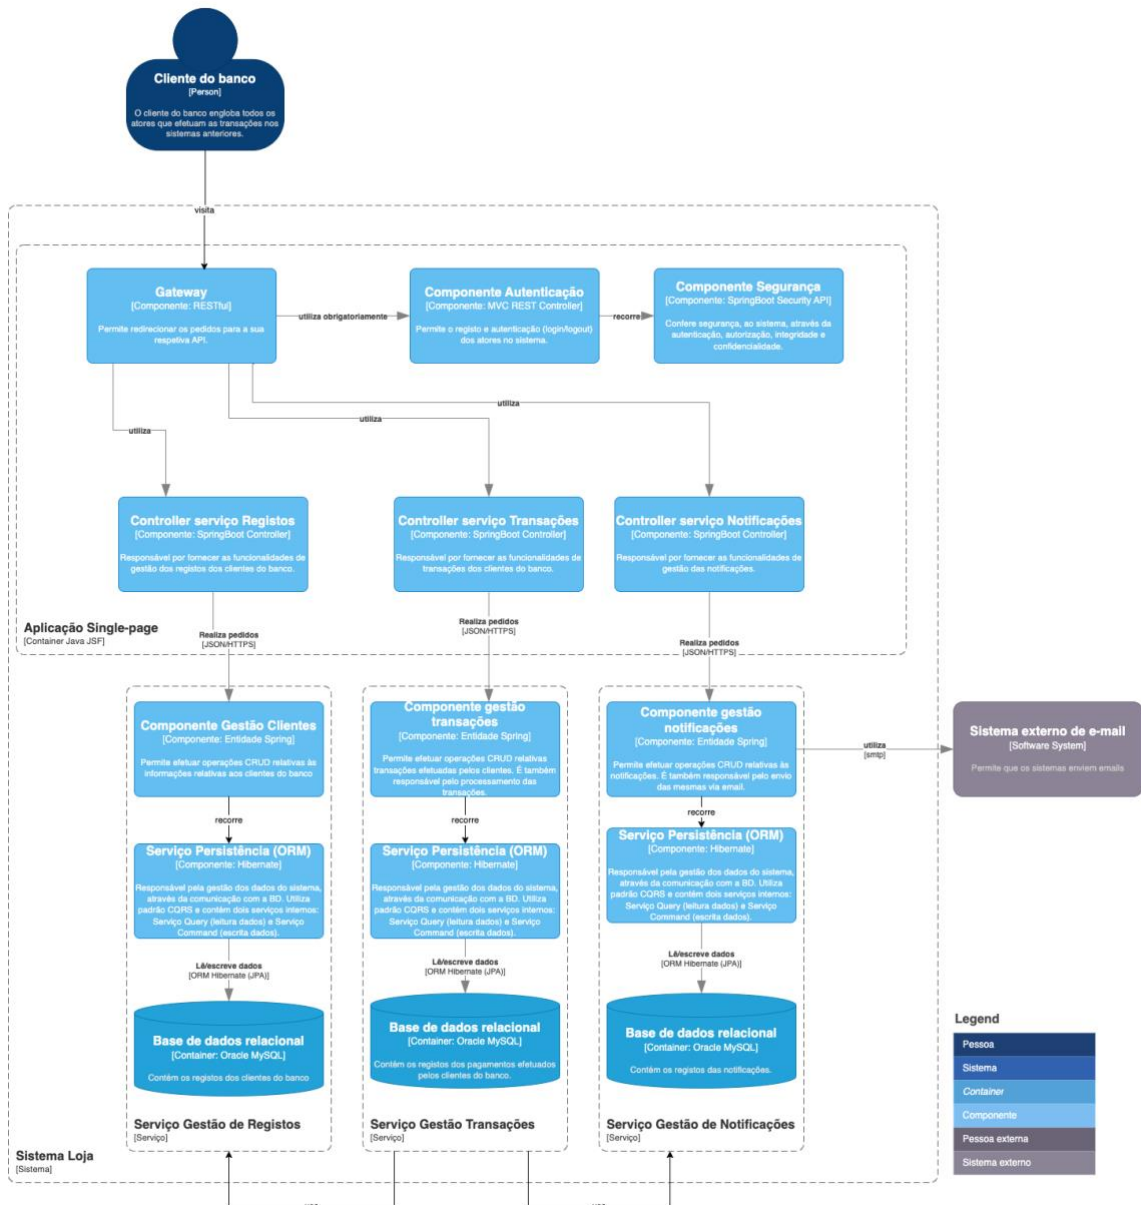 Cliente do banco
[Person]
O cliente do banco engloba todos os
atores que efetuam as transações nos
sistemas anteriores.
visita
Gateway
[Componente: RESTful]
Permite redirecionar os pedidos para a sua
respetiva API.
utiliza obrigatoriamente
Componente Autenticação
[Componente: MVC REST Controller]
Permite o registo e autenticação (login/logout)
dos atores no sistema.
recorre
Componente Segurança
[Componente: SpringBoot Security API]
Confere segurança, ao sistema, através da
autenticação, autorização, integridade e
confidencialidade.
utiliza
utiliza
utiliza
Controller serviço Registos
[Componente: SpringBoot Controller]
Responsável por fornecer as funcionalidades de
gestão dos registos dos clientes do banco.
Controller serviço Transações
[Componente: SpringBoot Controller]
Responsável por fornecer as funcionalidades de
transações dos clientes do banco.
Controller serviço Notificações
[Componente: SpringBoot Controller]
Responsável por fornecer as funcionalidades de
gestão das notificações.
Aplicação Single-page
[Container Java JSF]
Realiza pedidos
[JSON/HTTPS]
Realiza pedidos
[JSON/HTTPS]
Realiza pedidos
[JSON/HTTPS]
Componente Gestão Clientes
[Componente: Entidade Spring]
Permite efetuar operações CRUD relativas às
informações relativas aos clientes do banco
Componente gestão
transações
[Componente: Entidade Spring]
Permite efetuar operações CRUD relativas
transações efetuadas pelos clientes. É também
responsável pelo processamento das
transações.
Componente gestão
notificações
[Componente: Entidade Spring]
Permite efetuar operações CRUD relativas às
notificações. É também responsável pelo envio
das mesmas via email.
utiliza
[smtp]
Sistema externo de e-mail
[Software System]
Permite que os sistemas enviem emails
recorre
recorre
recorre
Serviço Persistência (ORM)
[Componente: Hibernate]
Responsável pela gestão dos dados do sistema,
através da comunicação com a BD. Utiliza
padrão CQRS e contém dois serviços internos:
Serviço Query (leitura dados) e Serviço
Command (escrita dados).
Serviço Persistência (ORM)
[Componente: Hibernate]
Responsável pela gestão dos dados do sistema,
através da comunicação com a BD. Utiliza
padrão CQRS e contém dois serviços internos:
Serviço Query (leitura dados) e Serviço
Command (escrita dados).
Serviço Persistência (ORM)
[Componente: Hibernate]
Responsável pela gestão dos dados do sistema,
através da comunicação com a BD. Utiliza
padrão CQRS e contém dois serviços internos:
Serviço Query (leitura dados) e Serviço
Command (escrita dados).
Lê/escreve dados
[ORM Hibernate (JPA)]
Lê/escreve dados
[ORM Hibernate (JPA)]
Lê/escreve dados
[ORM Hibernate (JPA)]
Base de dados relacional
[Container: Oracle MySQL]
Contém os registos dos clientes do banco
Base de dados relacional
[Container: Oracle MySQL]
Contém os registos dos pagamentos efetuados
pelos clientes do banco.
Base de dados relacional
[Container: Oracle MySQL]
Contém os registos das notificações.
Serviço Gestão de Registos
[Serviço]
Serviço Gestão Transações
[Serviço]
Serviço Gestão de Notificações
[Serviço]
Sistema Loja
[Sistema]
Legend
Pessoa
Sistema
Container
Componente
Pessoa externa
Sistema externo